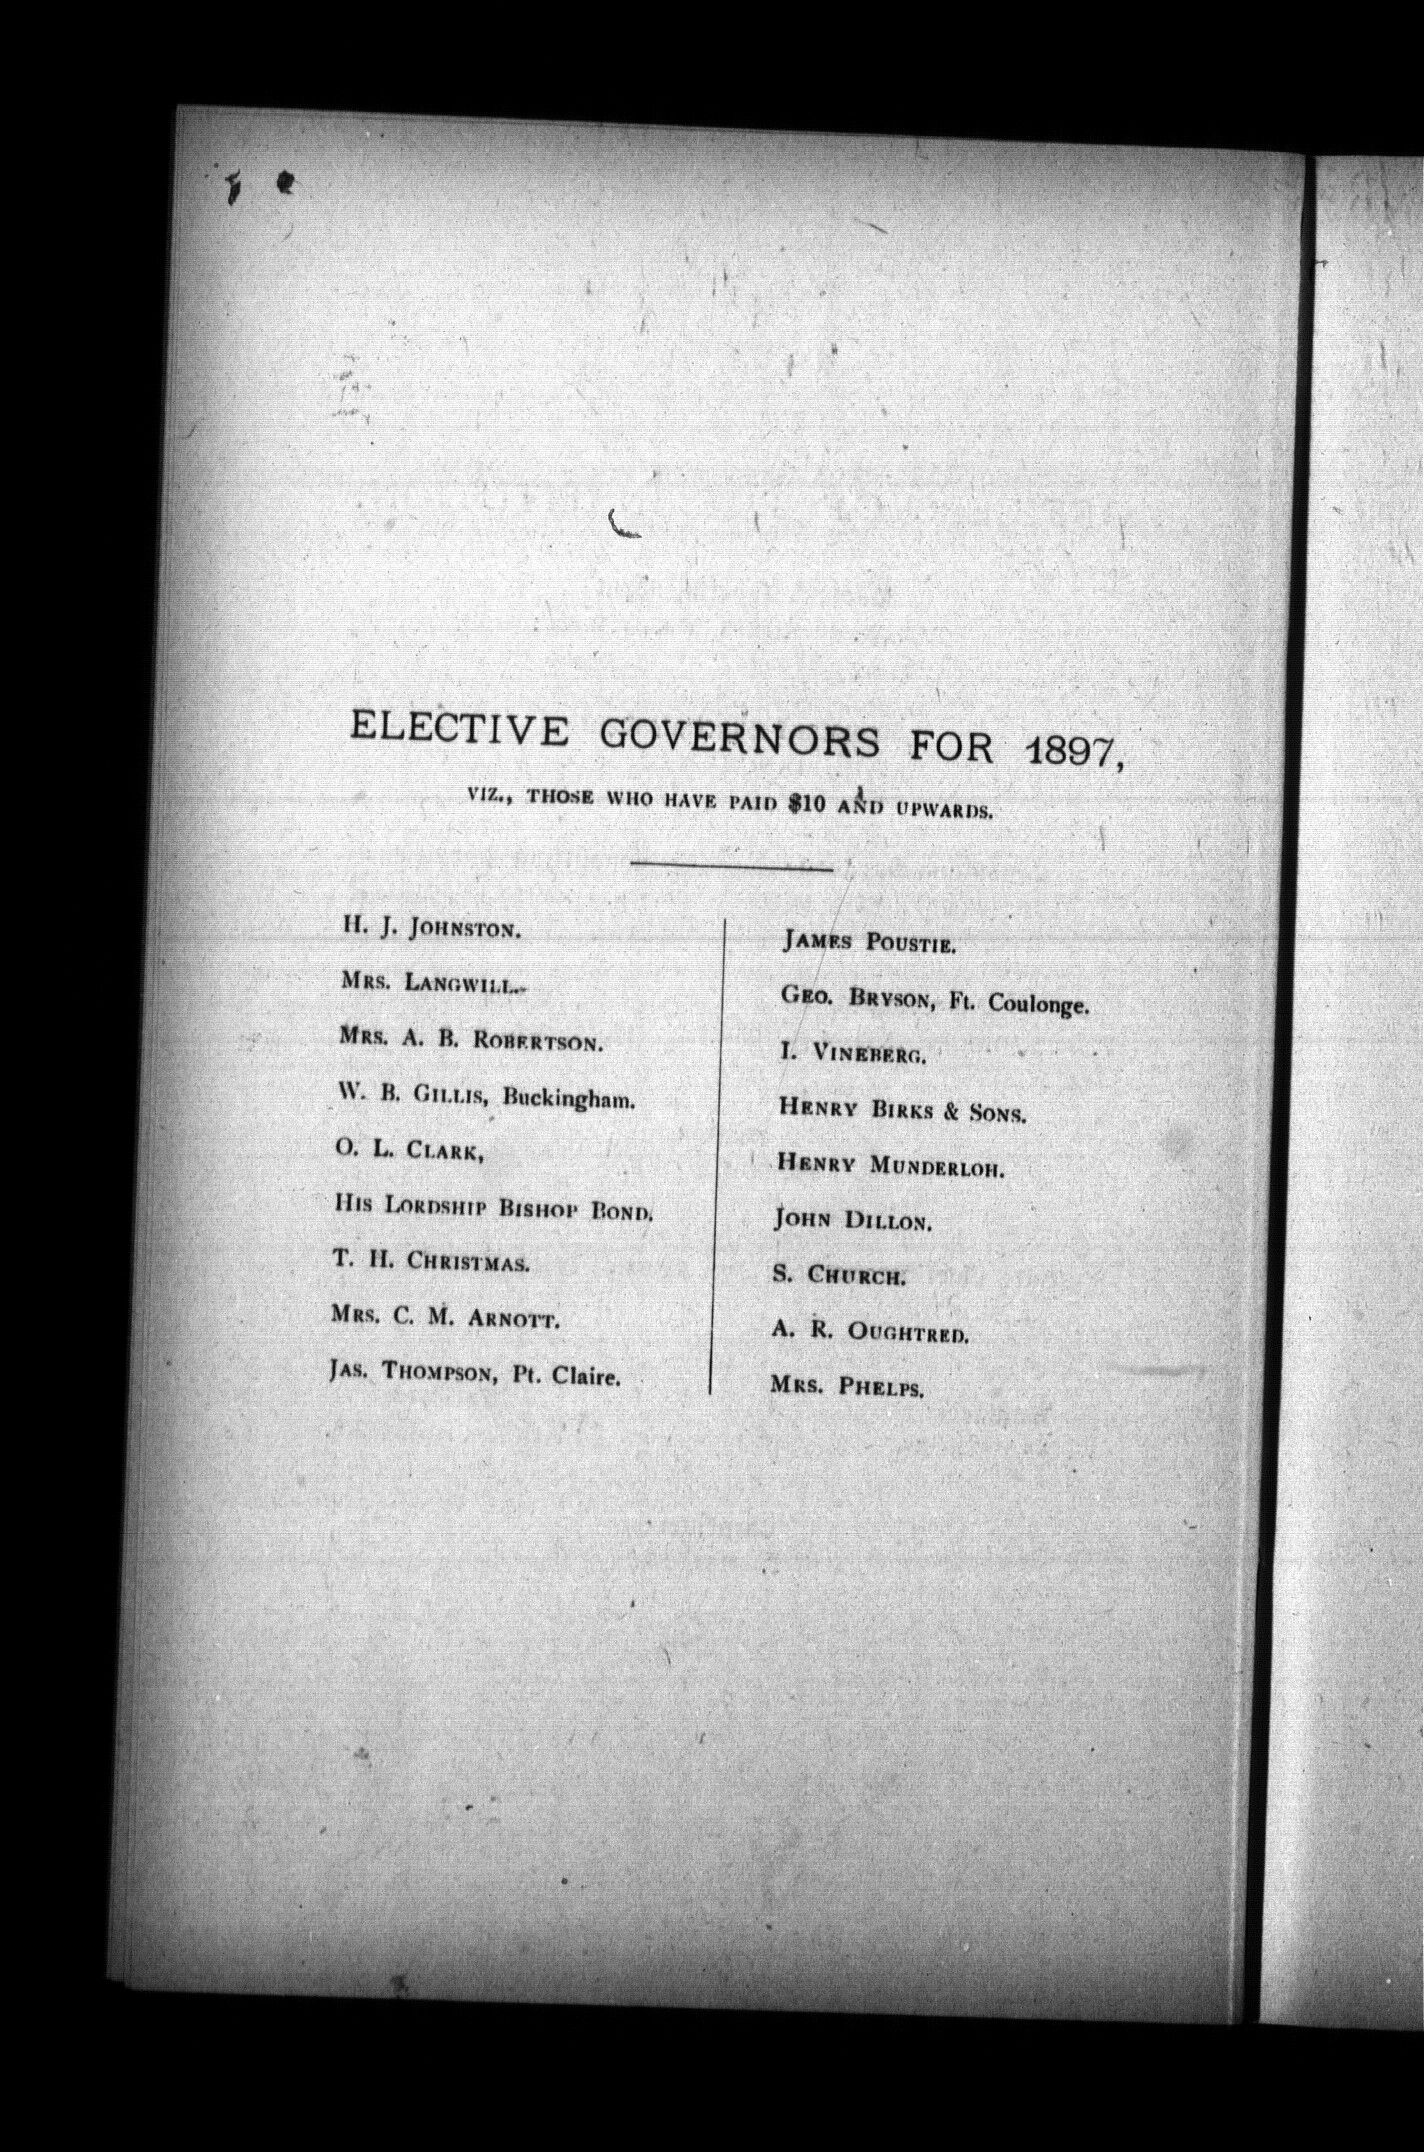 ELECTIVE GOVERNORS FOR 1897,
VIZ., THOSE WHO HAVE PAID $10 AND UPWARDS.
H. J. JOHNSTON.
MRS. LANGWILL.
MRS. A. B. ROBERTSON.
W. B. GILLIS, Buckingham.
O. L. CLARK,
HIS LORDSHIP BISHOP BOND.
T. H. CHRISTMAS.
MRS. C. M. ARNOTT.
JAS. THOMPSON, Pt. Claire.
JAMES POUSTIE.
GEO. BRYSON, Ft. Coulonge.
I. VINEBERG.
HENRY BIRKS & SONS.
HENRY MUNDERLOH.
JOHN DILLON.
S. CHURCH.
A. R. OUGHTRED.
MRS. PHELPS.